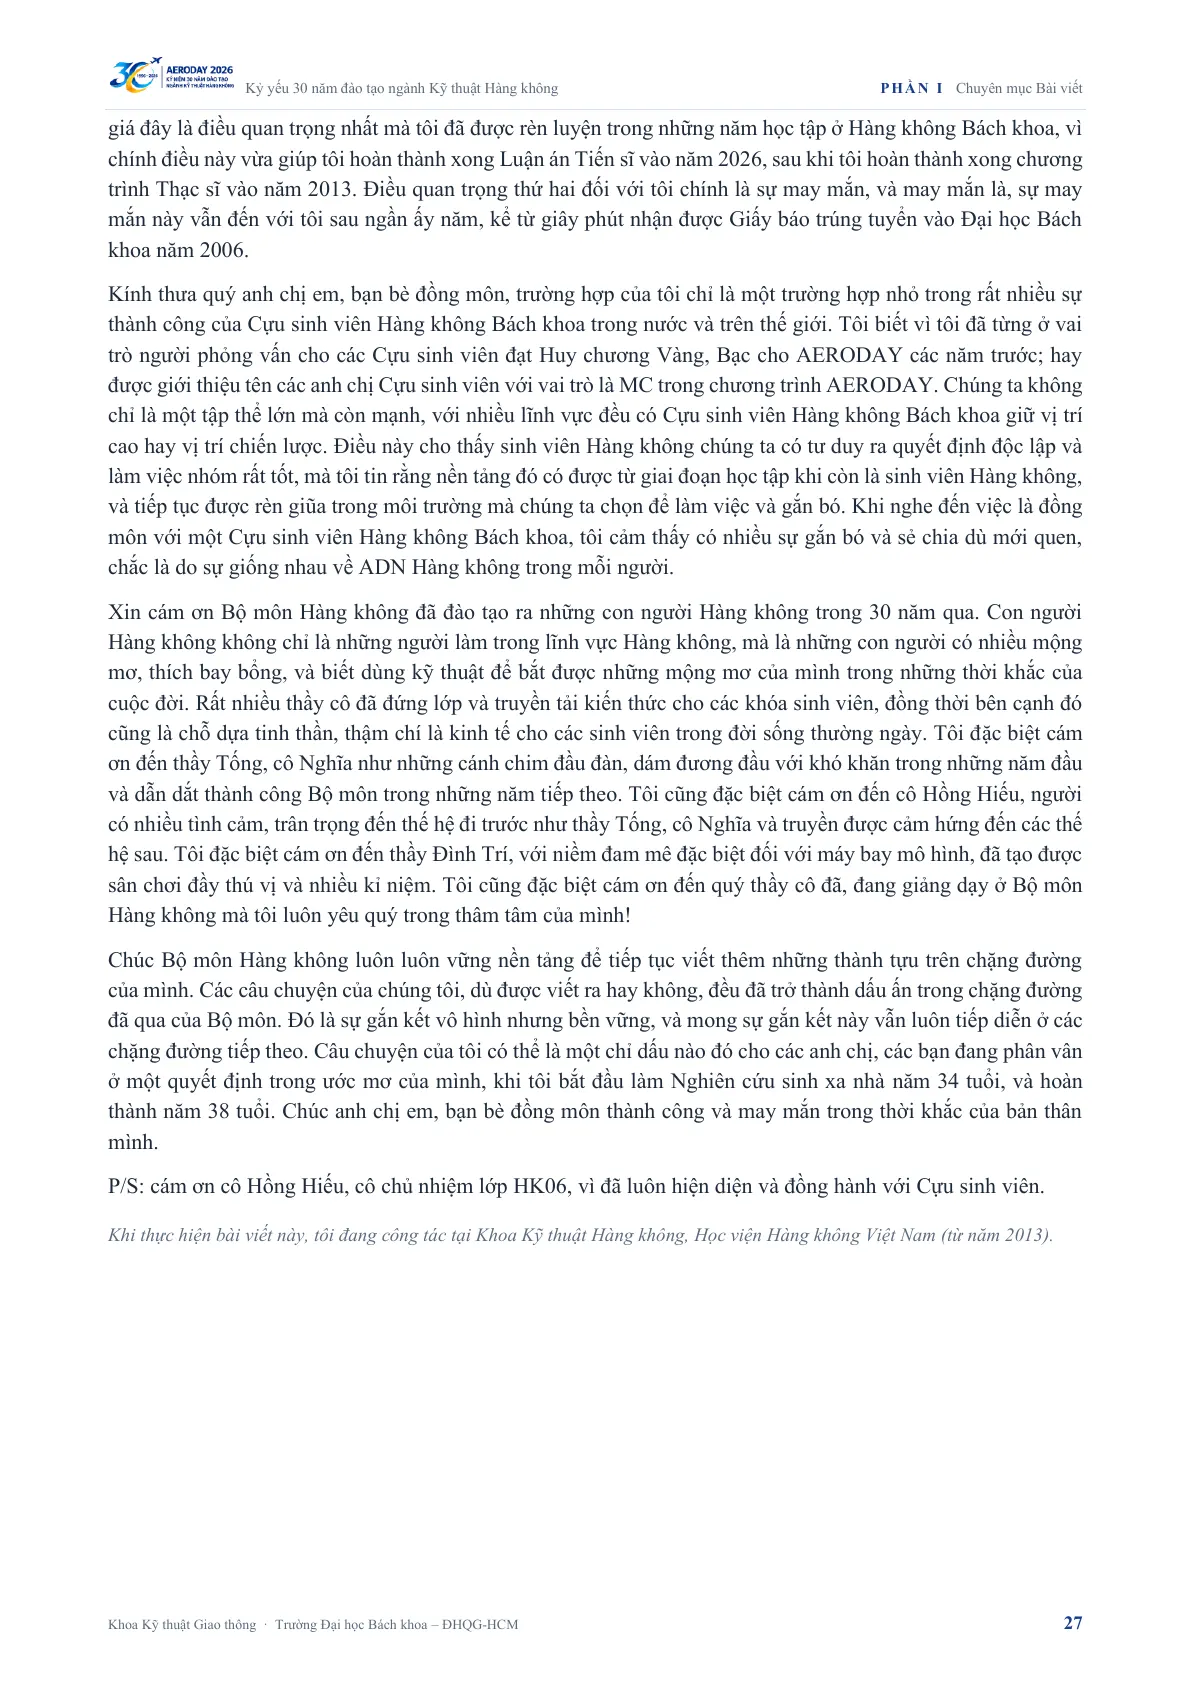 30
1996 - 2026
AERODAY 2026
KỶ NIỆM 30 NĂM ĐÀO TẠO
NGÀNH KỸ THUẬT HÀNG KHÔNG
Kỷ yếu 30 năm đào tạo ngành Kỹ thuật Hàng không
PHẦN I Chuyên mục Bài viết
giá đây là điều quan trọng nhất mà tôi đã được rèn luyện trong những năm học tập ở Hàng không Bách khoa, vì
chính điều này vừa giúp tôi hoàn thành xong Luận án Tiến sĩ vào năm 2026, sau khi tôi hoàn thành xong chương
trình Thạc sĩ vào năm 2013. Điều quan trọng thứ hai đối với tôi chính là sự may mắn, và may mắn là, sự may
mắn này vẫn đến với tôi sau ngần ấy năm, kể từ giây phút nhận được Giấy báo trúng tuyển vào Đại học Bách
khoa năm 2006.
Kính thưa quý anh chị em, bạn bè đồng môn, trường hợp của tôi chỉ là một trường hợp nhỏ trong rất nhiều sự
thành công của Cựu sinh viên Hàng không Bách khoa trong nước và trên thế giới. Tôi biết vì tôi đã từng ở vai
trò người phỏng vấn cho các Cựu sinh viên đạt Huy chương Vàng, Bạc cho AERODAY các năm trước; hay
được giới thiệu tên các anh chị Cựu sinh viên với vai trò là MC trong chương trình AERODAY. Chúng ta không
chỉ là một tập thể lớn mà còn mạnh, với nhiều lĩnh vực đều có Cựu sinh viên Hàng không Bách khoa giữ vị trí
cao hay vị trí chiến lược. Điều này cho thấy sinh viên Hàng không chúng ta có tư duy ra quyết định độc lập và
làm việc nhóm rất tốt, mà tôi tin rằng nền tảng đó có được từ giai đoạn học tập khi còn là sinh viên Hàng không,
và tiếp tục được rèn giũa trong môi trường mà chúng ta chọn để làm việc và gắn bó. Khi nghe đến việc là đồng
môn với một Cựu sinh viên Hàng không Bách khoa, tôi cảm thấy có nhiều sự gắn bó và sẻ chia dù mới quen,
chắc là do sự giống nhau về ADN Hàng không trong mỗi người.
Xin cám ơn Bộ môn Hàng không đã đào tạo ra những con người Hàng không trong 30 năm qua. Con người
Hàng không không chỉ là những người làm trong lĩnh vực Hàng không, mà là những con người có nhiều mộng
mơ, thích bay bổng, và biết dùng kỹ thuật để bắt được những mộng mơ của mình trong những thời khắc của
cuộc đời. Rất nhiều thầy cô đã đứng lớp và truyền tải kiến thức cho các khóa sinh viên, đồng thời bên cạnh đó
cũng là chỗ dựa tinh thần, thậm chí là kinh tế cho các sinh viên trong đời sống thường ngày. Tôi đặc biệt cám
ơn đến thầy Tống, cô Nghĩa như những cánh chim đầu đàn, dám đương đầu với khó khăn trong những năm đầu
và dẫn dắt thành công Bộ môn trong những năm tiếp theo. Tôi cũng đặc biệt cám ơn đến cô Hồng Hiếu, người
có nhiều tình cảm, trân trọng đến thế hệ đi trước như thầy Tống, cô Nghĩa và truyền được cảm hứng đến các thế
hệ sau. Tôi đặc biệt cám ơn đến thầy Đình Trí, với niềm đam mê đặc biệt đối với máy bay mô hình, đã tạo được
sân chơi đầy thú vị và nhiều kỉ niệm. Tôi cũng đặc biệt cám ơn đến quý thầy cô đã, đang giảng dạy ở Bộ môn
Hàng không mà tôi luôn yêu quý trong thâm tâm của mình!
Chúc Bộ môn Hàng không luôn luôn vững nền tảng để tiếp tục viết thêm những thành tựu trên chặng đường
của mình. Các câu chuyện của chúng tôi, dù được viết ra hay không, đều đã trở thành dấu ấn trong chặng đường
đã qua của Bộ môn. Đó là sự gắn kết vô hình nhưng bền vững, và mong sự gắn kết này vẫn luôn tiếp diễn ở các
chặng đường tiếp theo. Câu chuyện của tôi có thể là một chỉ dấu nào đó cho các anh chị, các bạn đang phân vân
ở một quyết định trong ước mơ của mình, khi tôi bắt đầu làm Nghiên cứu sinh xa nhà năm 34 tuổi, và hoàn
thành năm 38 tuổi. Chúc anh chị em, bạn bè đồng môn thành công và may mắn trong thời khắc của bản thân
mình.
P/S: cám ơn cô Hồng Hiếu, cô chủ nhiệm lớp HK06, vì đã luôn hiện diện và đồng hành với Cựu sinh viên.
Khi thực hiện bài viết này, tôi đang công tác tại Khoa Kỹ thuật Hàng không, Học viện Hàng không Việt Nam (từ năm 2013).
Khoa Kỹ thuật Giao thông · Trường Đại học Bách khoa – ĐHQG-HCM
27